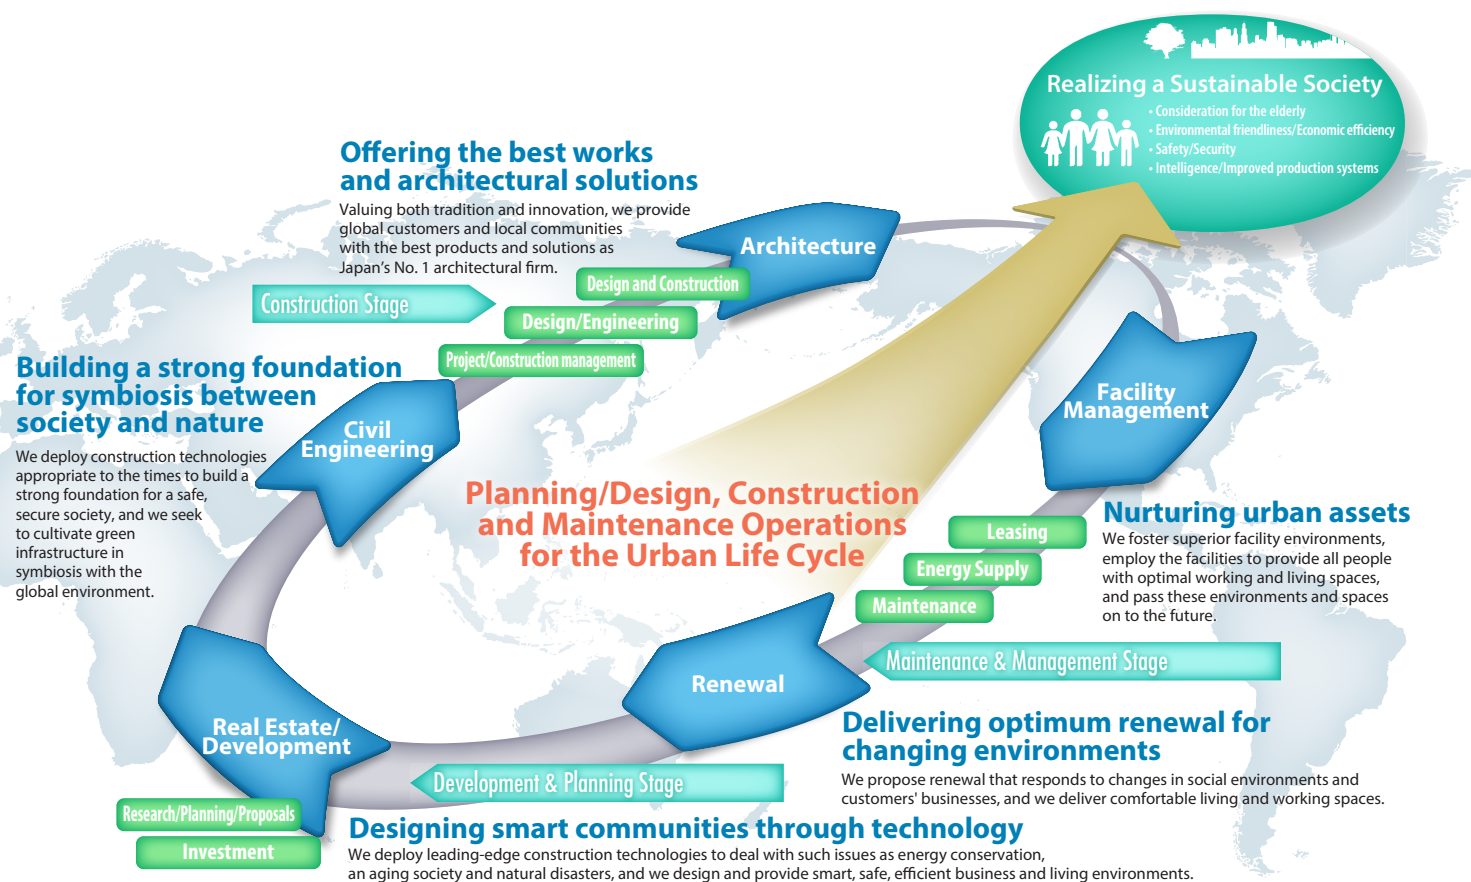 Realizing a Sustainable Society
• Consideration for the elderly
• Environmental friendliness/Economic efficiency
• Safety/Security
• Intelligence/Improved production systems
Offering the best works
and architectural solutions
Valuing both tradition and innovation, we provide
global customers and local communities
with the best products and solutions as
Japan's No. 1 architectural firm.
Architecture
Design and Construction
Construction Stage
Design/Engineering
Project/Construction management
Building a strong foundation
for symbiosis between
society and nature
We deploy construction technologies
appropriate to the times to build a
strong foundation for a safe,
secure society, and we seek
to cultivate green
infrastructure in
symbiosis with the
global environment.
Civil
Engineering
Facility
Management
Planning/Design, Construction
and Maintenance Operations
for the Urban Life Cycle
Leasing
Energy Supply
Maintenance
Nurturing urban assets
We foster superior facility environments,
employ the facilities to provide all people
with optimal working and living spaces,
and pass these environments and spaces
on to the future.
Maintenance & Management Stage
Renewal
Delivering optimum renewal for
changing environments
We propose renewal that responds to changes in social environments and
customers' businesses, and we deliver comfortable living and working spaces.
Real Estate/
Development
Development & Planning Stage
Research/Planning/Proposals
Investment
Designing smart communities through technology
We deploy leading-edge construction technologies to deal with such issues as energy conservation,
an aging society and natural disasters, and we design and provide smart, safe, efficient business and living environments.